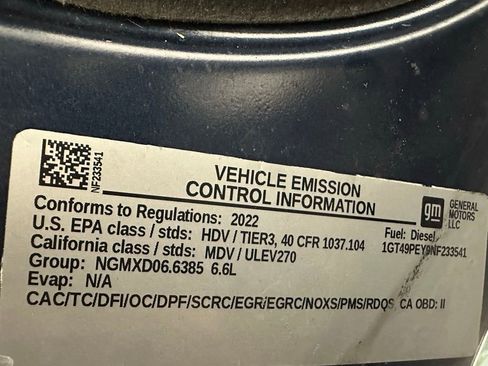 NF233541
VEHICLE EMISSION
CONTROL INFORMATION
gm
GENERAL
MOTORS
LLC
Conforms to Regulations: 2022
Fuel: Diesel
U.S. EPA class / stds: HDV / TIER3, 40 CFR 1037.104
1GT49PEY9NF233541
California class / stds: MDV / ULEV270
Group: NGMXD06.6385 6.6L
Evap: N/A
CAC/TC/DFI/OC/DPF/SCRC/EGR/EGRC/NOXS/PMS/RDQS, CA OBD: II